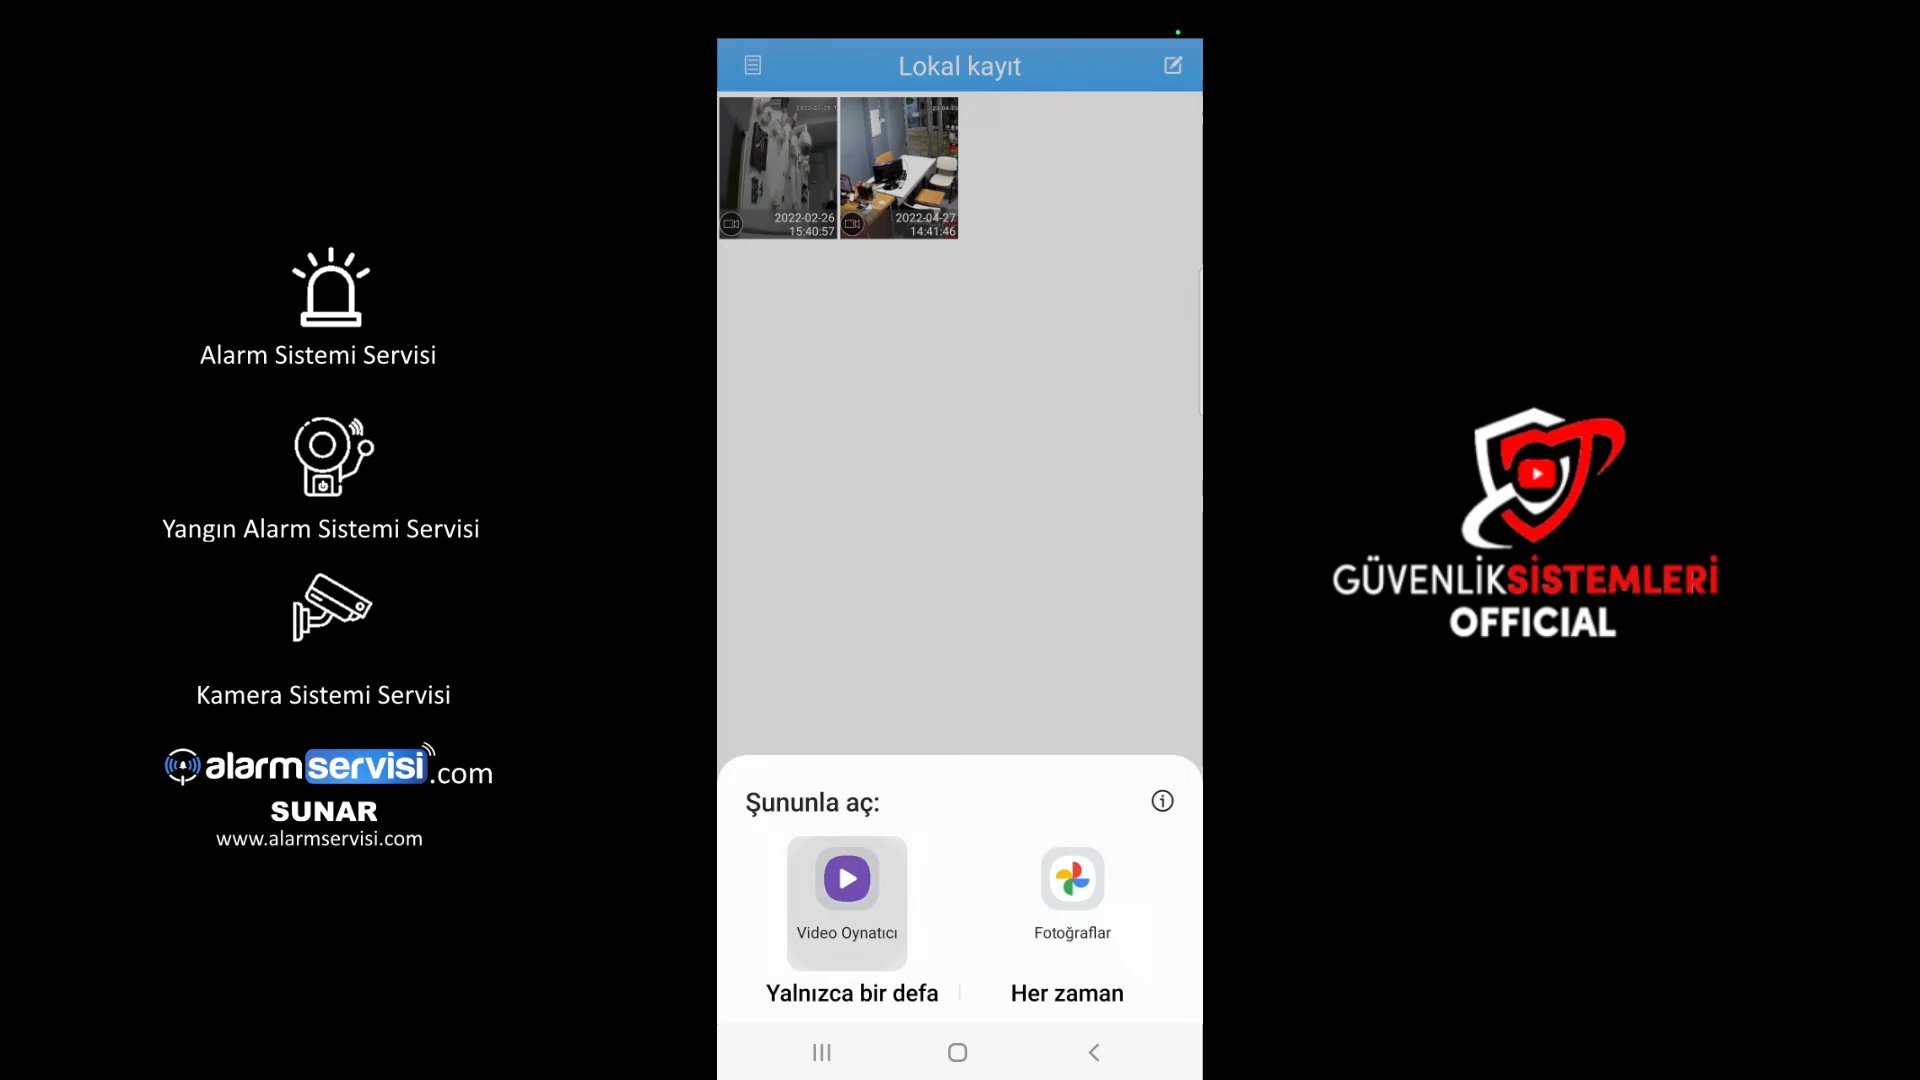 Alarm Sistemi Servisi
Yangın Alarm Sistemi Servisi
Kamera Sistemi Servisi
alarmservisi.com
SUNAR
www.alarmservisi.com
Lokal kayıt
2022-02-26
15:40:57
2022-04-27
14:41:46
Şununla aç:
Video Oynatıcı
Fotoğraflar
Yalnızca bir defa
Her zaman
GÜVENLİKSİSTEMLERİ
OFFICIAL